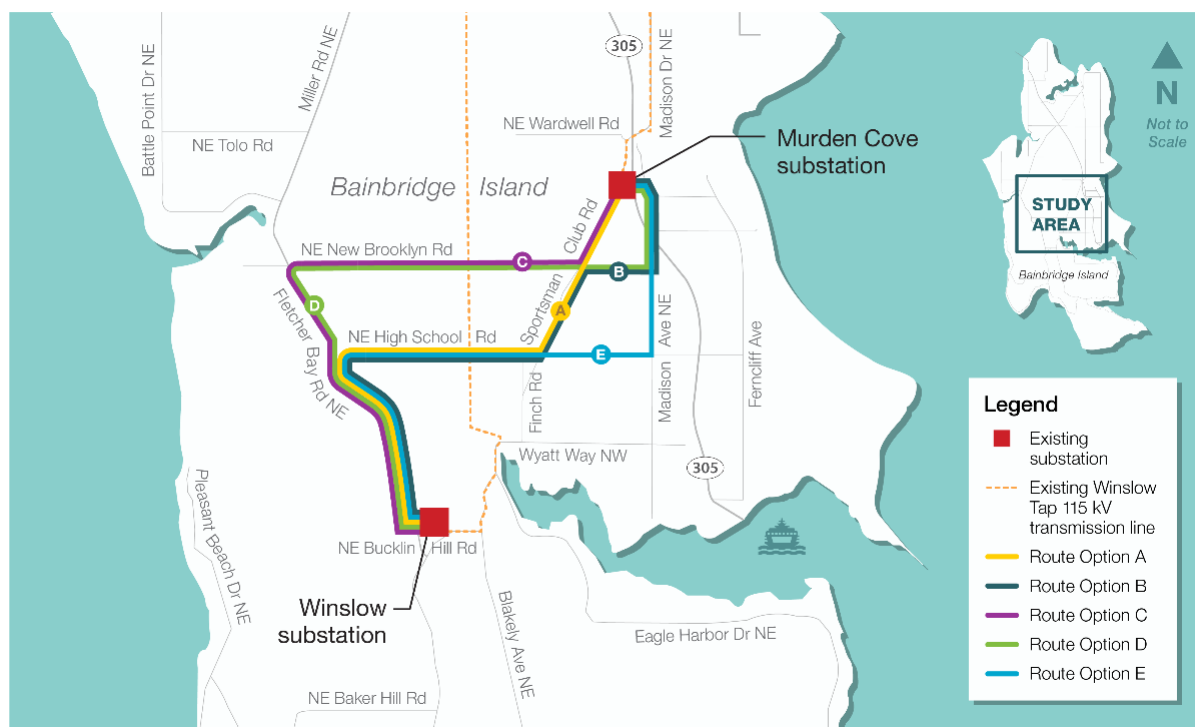 Battle Point Dr NE
Miller Rd NE
305
Madison Dr NE
NE Wardwell Rd
NE Tolo Rd
Murden Cove
substation
Bainbridge Island
Club Rd
NE New Brooklyn Rd
C
B
D
A
Sportsman
Fletcher Bay Rd NE
NE High School Rd
E
Madison Ave NE
Ferncliff Ave
Finch Rd
Wyatt Way NW
305
Pleasant Beach Dr NE
NE Bucklin Hill Rd
Winslow
substation
Blakely Ave NE
Eagle Harbor Dr NE
NE Baker Hill Rd
N
Not to
Scale
STUDY
AREA
Bainbridge Island
Legend
Existing
substation
Existing Winslow
Tap 115 kV
transmission line
Route Option A
Route Option B
Route Option C
Route Option D
Route Option E